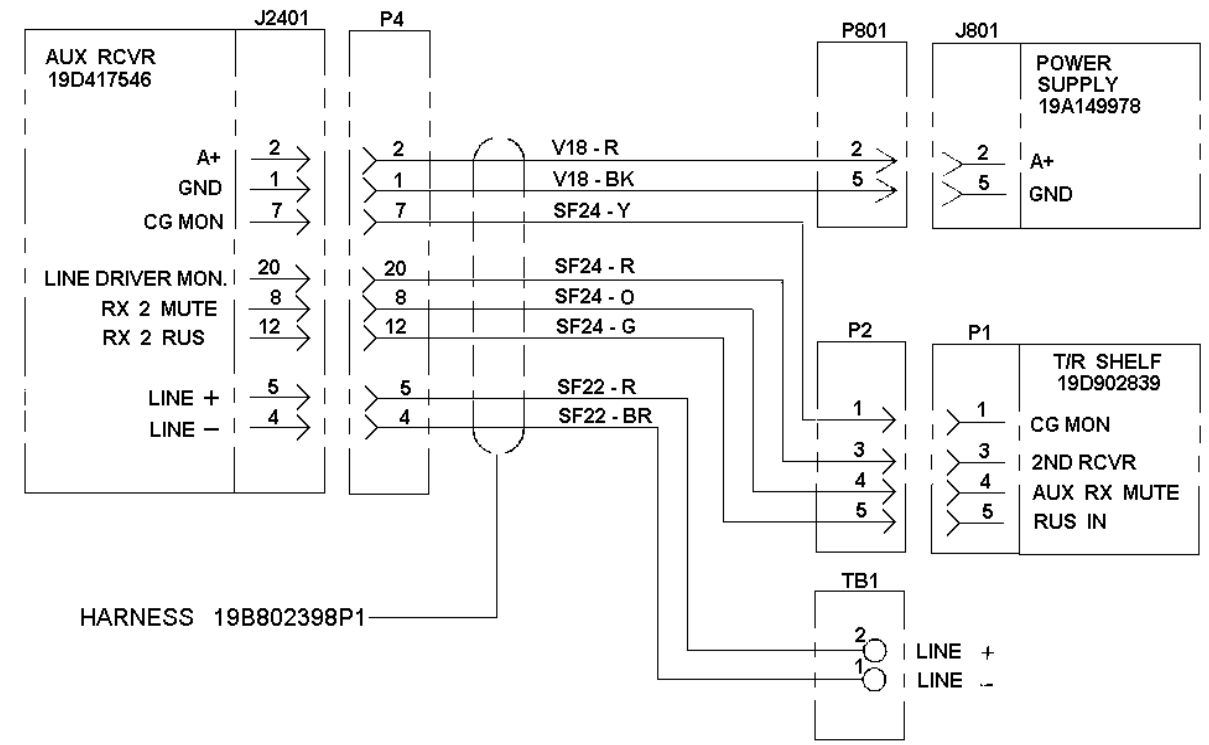 J2401 P4
P801 J801
AUX RCVR
19D417546
POWER
SUPPLY
19A149978
A+ 2 2 V18 - R 2 2 A+
GND 1 1 V18 - BK 5 5 GND
CG MON 7 7 SF24 - Y
LINE DRIVER MON. 20 20 SF24 - R
RX 2 MUTE 8 8 SF24 - O
RX 2 RUS 12 12 SF24 - G
P2 P1
T/R SHELF
19D902839
LINE + 5 5 SF22 - R
LINE - 4 4 SF22 - BR
1 1 CG MON
3 3 2ND RCVR
4 4 AUX RX MUTE
5 5 RUS IN
TB1
HARNESS 19B802398P1
2 LINE +
1 LINE -